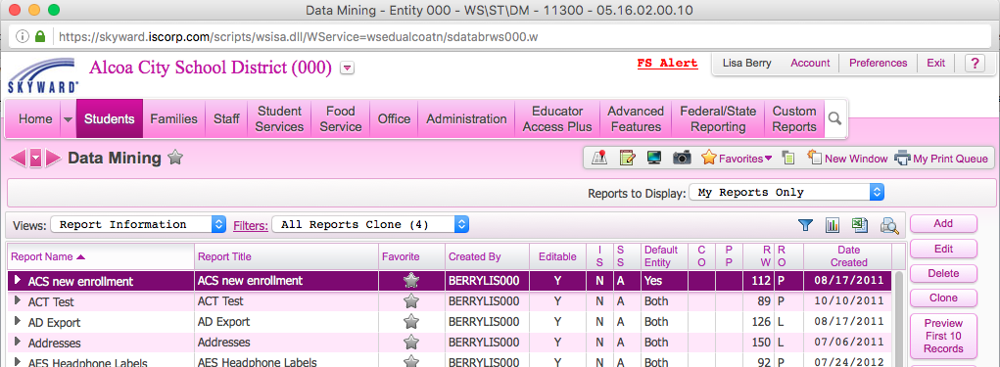 Data Mining - Entity 000 - WS\ST\DM - 11300 - 05.16.02.00.10
https://skyward.iscorp.com/scripts/wsisa.dll/WService=wsedualcoatn/sdatabrws000.w
SKYWARD
Alcoa City School District (000)
FS Alert Lisa Berry Account Preferences Exit ?
Home Students Families Staff Student Services Food Service Office Administration Educator Access Plus Advanced Features Federal/State Reporting Custom Reports
Data Mining Favorites New Window My Print Queue
Reports to Display: My Reports Only
Views: Report Information Filters: All Reports Clone (4)
Report Name Report Title Favorite Created By Editable I S S S Default Entity C O P P R W R O Date Created
ACS new enrollment ACS new enrollment BERRYLIS000 Y N A Yes 112 P 08/17/2011
ACT Test ACT Test BERRYLIS000 Y N A Both 89 P 10/10/2011
AD Export AD Export BERRYLIS000 Y N A Both 126 L 08/17/2011
Addresses Addresses BERRYLIS000 Y N A Both 150 L 07/06/2011
AES Headphone Labels AES Headphone Labels BERRYLIS000 Y N A Both 92 P 07/24/2012
Add
Edit
Delete
Clone
Preview
First 10
Records